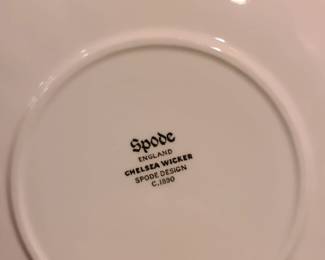 Spode
ENGLAND
CHELSEA WICKER
SPODE DESIGN
C.1890